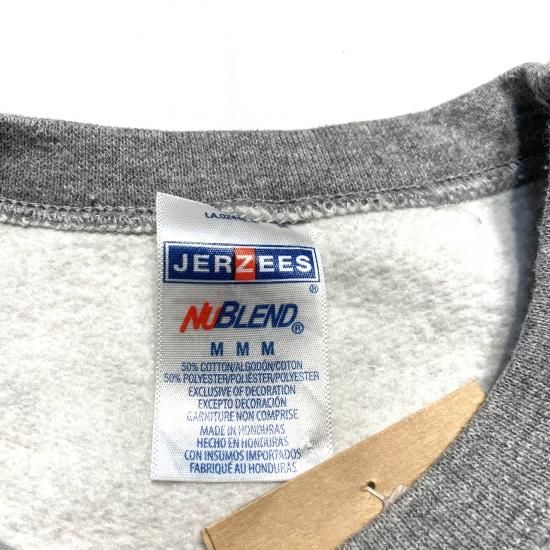 JERZEES®
NUBLEND®
M M M
50% COTTON/ALGODÓN/COTON
50% POLYESTER/POLIÉSTER/POLYESTER
EXCLUSIVE OF DECORATION
EXCEPTO DECORACIÓN
GARNITURE NON COMPRISE
MADE IN HONDURAS
HECHO EN HONDURAS
CON INSUMOS IMPORTADOS
FABRIQUÉ AU HONDURAS